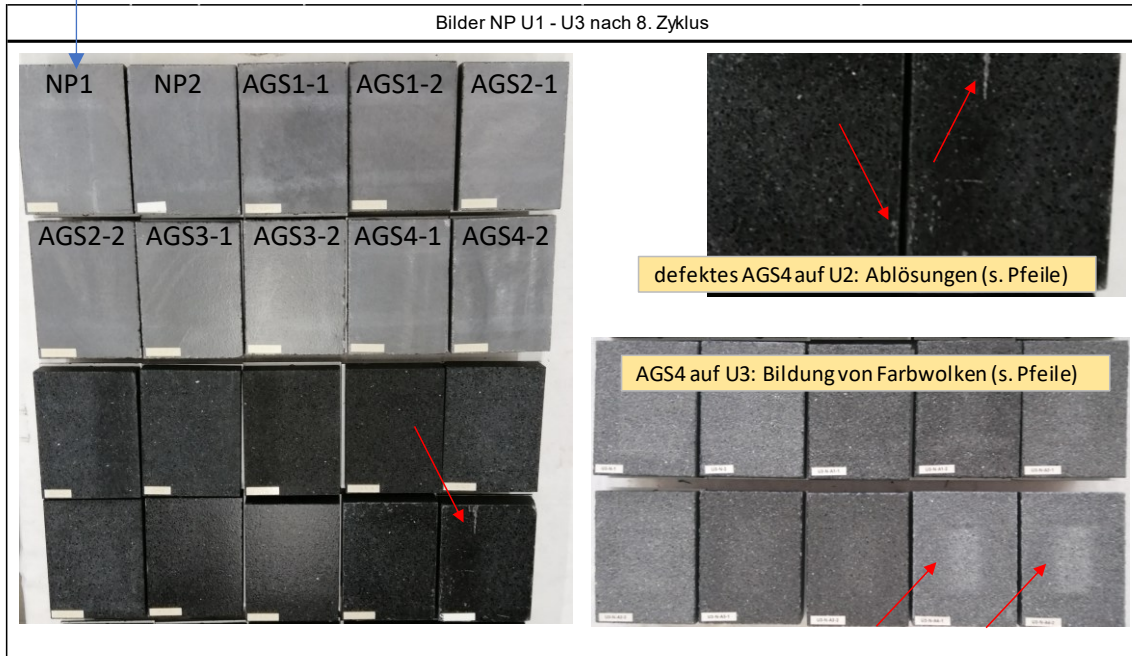 Bilder NP U1 - U3 nach 8. Zyklus
NP1 NP2 AGS1-1 AGS1-2 AGS2-1
AGS2-2 AGS3-1 AGS3-2 AGS4-1 AGS4-2
defektes AGS4 auf U2: Ablösungen (s. Pfeile)
AGS4 auf U3: Bildung von Farbwolken (s. Pfeile)